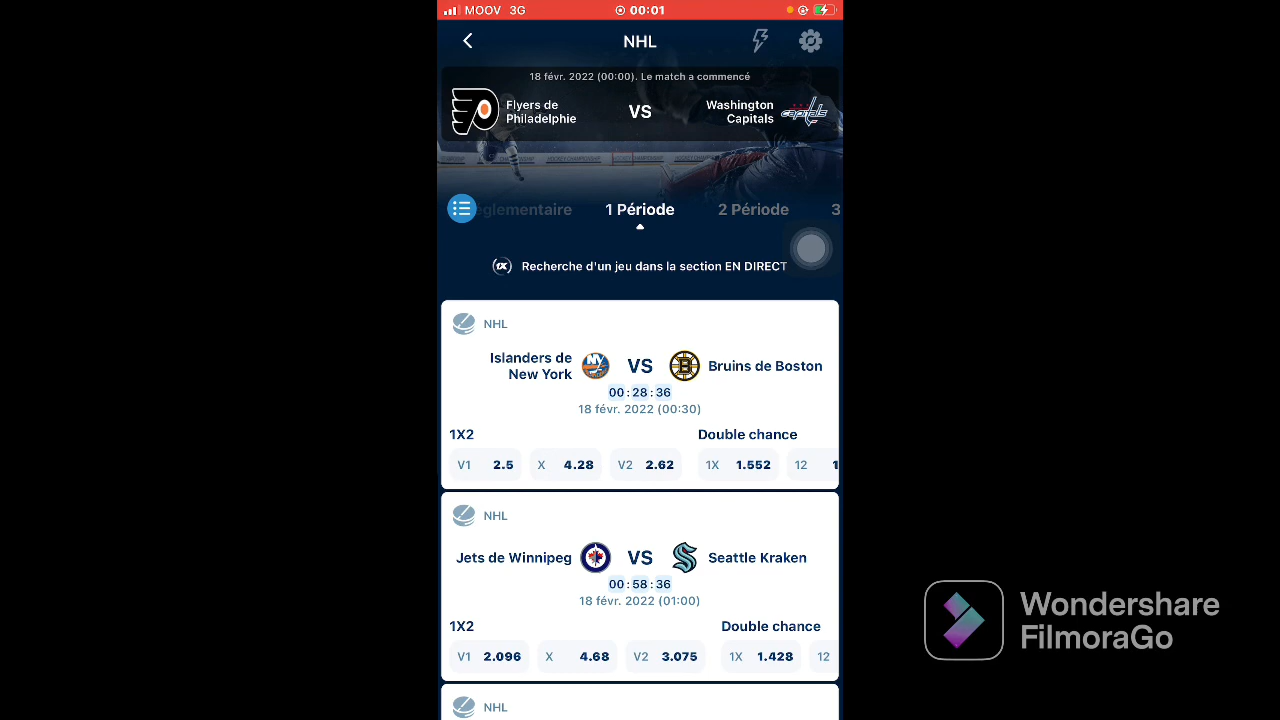 MOOV 3G 00:01
NHL
18 févr. 2022 (00:00). Le match a commencé
Flyers de Philadelphie VS Washington Capitals
capitals
églementaire 1 Période 2 Période 3
1X Recherche d'un jeu dans la section EN DIRECT
NHL
Islanders de New York NY VS B Bruins de Boston
00 : 28 : 36
18 févr. 2022 (00:30)
1X2 Double chance
V1 2.5 X 4.28 V2 2.62 1X 1.552 12 1
NHL
Jets de Winnipeg VS Seattle Kraken
00 : 58 : 36
18 févr. 2022 (01:00)
1X2 Double chance
V1 2.096 X 4.68 V2 3.075 1X 1.428 12
NHL
Wondershare
FilmoraGo